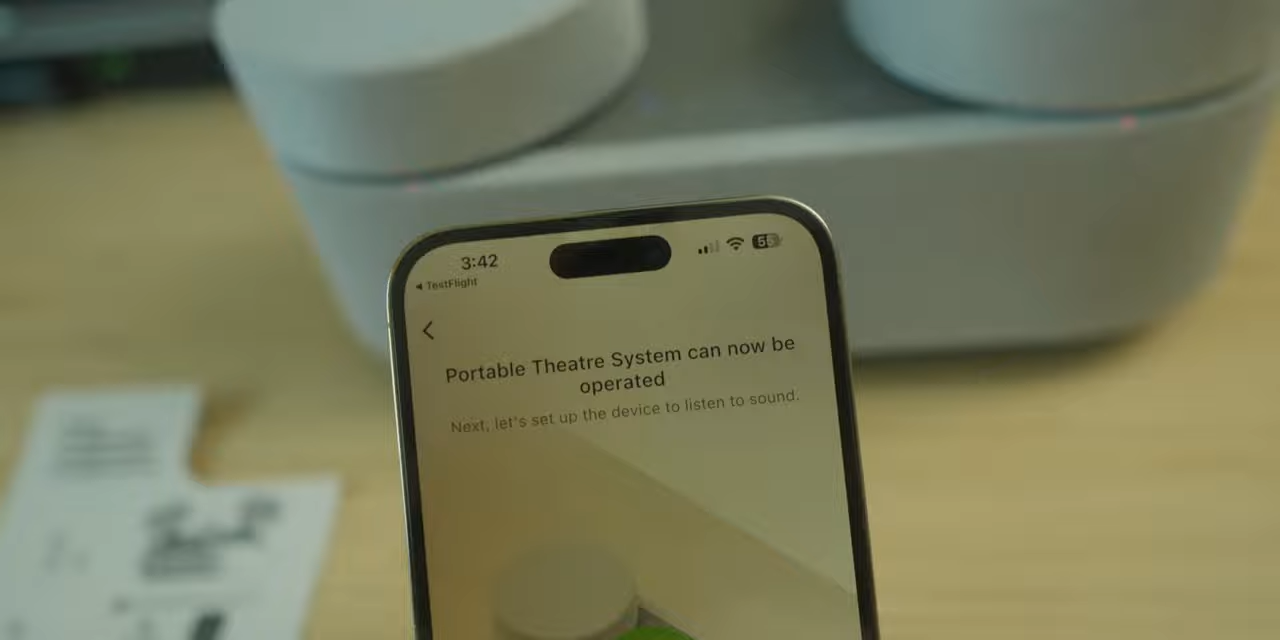 3:42
◀ TestFlight
Portable Theatre System can now be
operated
Next, let's set up the device to listen to sound.